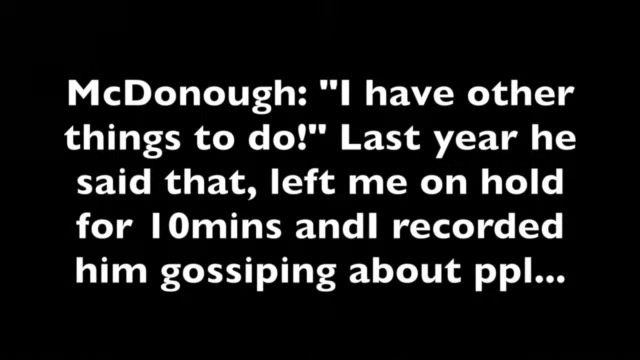 McDonough: "I have other
things to do!" Last year he
said that, left me on hold
for 10mins andI recorded
him gossiping about ppl...